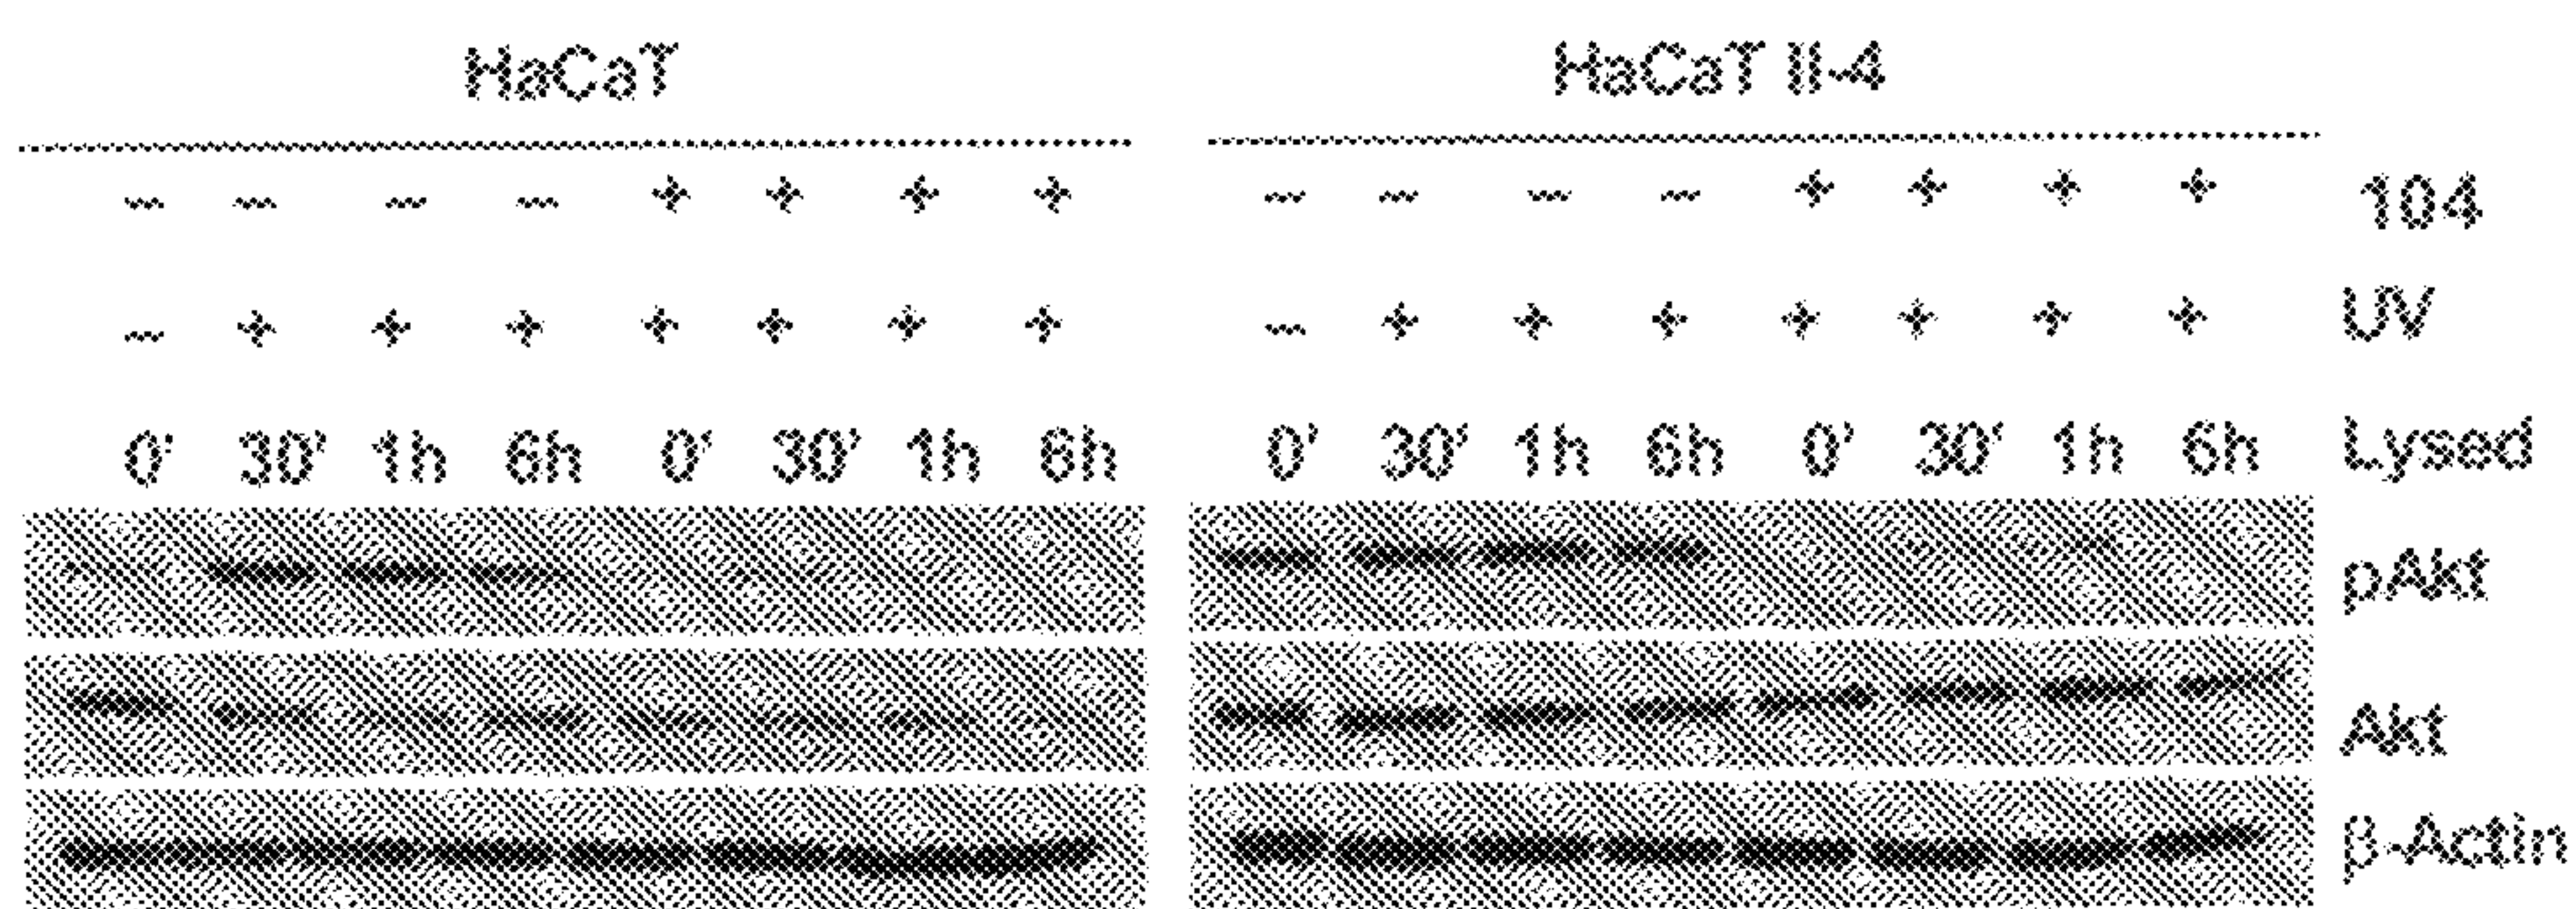 HaCaT HaCaT II-4
– – – – + + + + – – – – + + + + 104
– + + + + + + + – + + + + + + + UV
0' 30' 1h 6h 0' 30' 1h 6h 0' 30' 1h 6h 0' 30' 1h 6h Lysed
pAkt
Akt
β-Actin